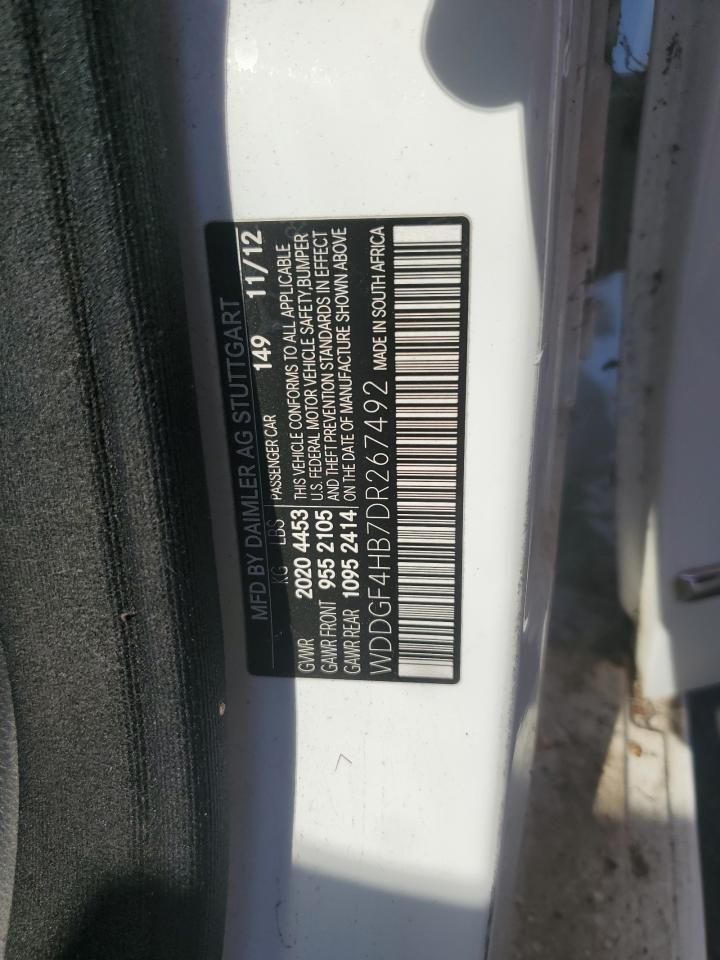 MFD BY DAIMLER AG STUTTGART
KG LBS PASSENGER CAR 149 11/12
GVWR 2020 4453 THIS VEHICLE CONFORMS TO ALL APPLICABLE
GAWR FRONT 955 2105 U.S. FEDERAL MOTOR VEHICLE SAFETY, BUMPER
GAWR REAR 1095 2414 AND THEFT PREVENTION STANDARDS IN EFFECT
ON THE DATE OF MANUFACTURE SHOWN ABOVE
WDDGF4HB7DR267492 MADE IN SOUTH AFRICA